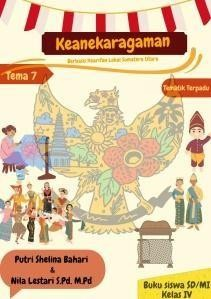 Keanekaragaman
Berbasis Kearifan Lokal Sumatera Utara
Tema 7
Tematik Terpadu
Putri Shelina Bahari
&
Nila Lestari S.Pd, M.Pd
Buku siswa SD/MI
Kelas IV